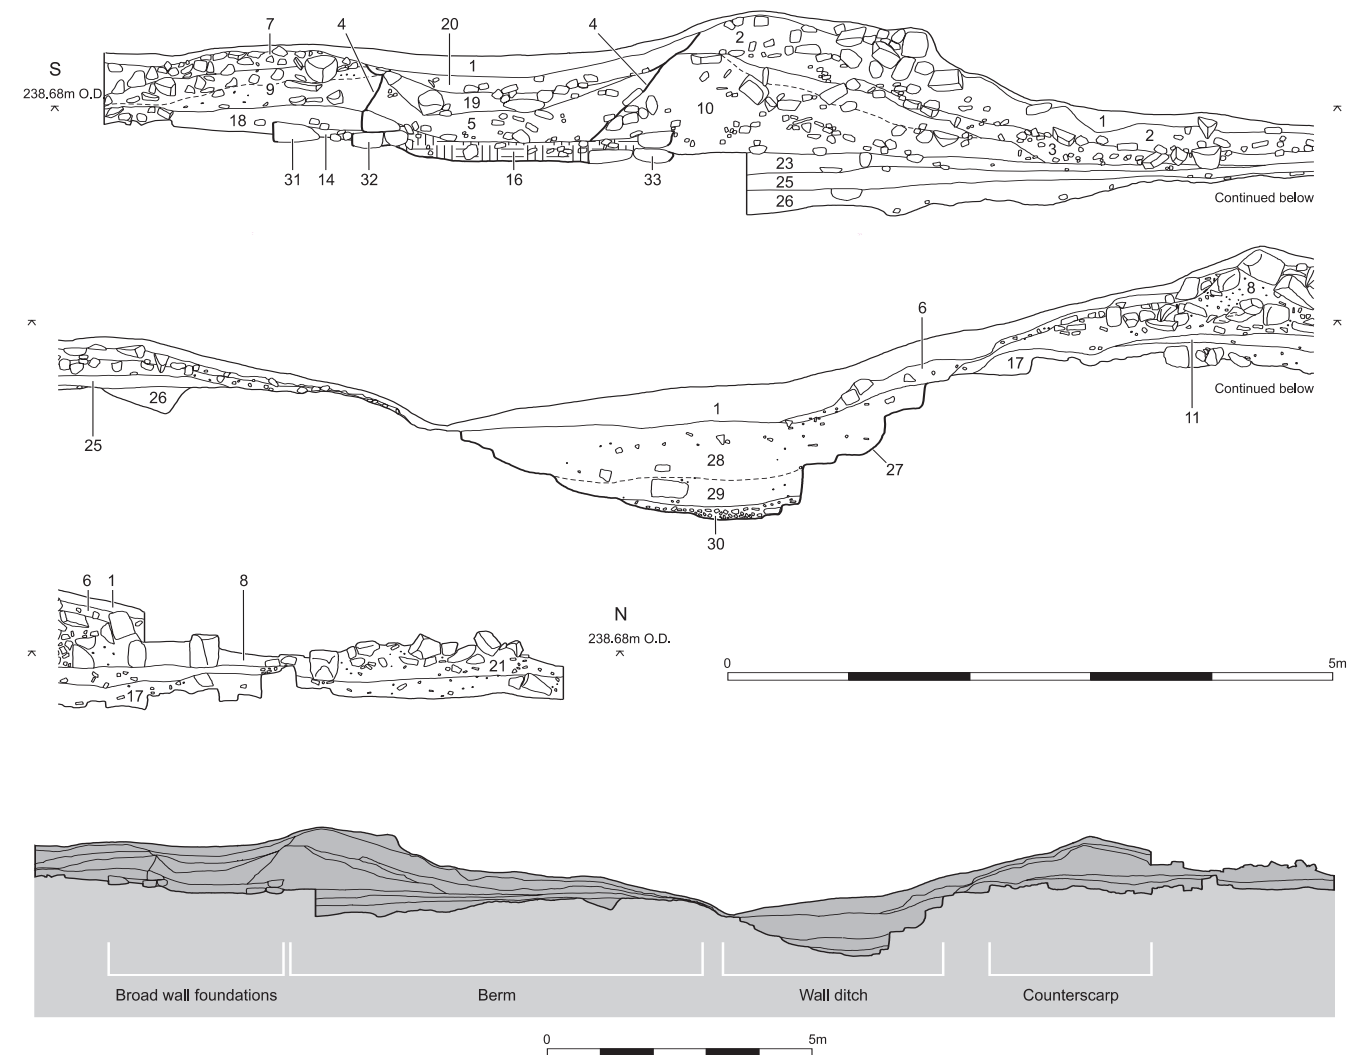 7 4 20 4
S
238.68m O.D.
1 2
9 19
18 5 10 1 2
3
23
31 14 32 16 33
25
26
Continued below
6
8
17
26 1
25 11
Continued below
28 27
29
30
6 1 8
N
238.68m O.D.
21
17
0 5m
Broad wall foundations Berm Wall ditch Counterscarp
0 5m